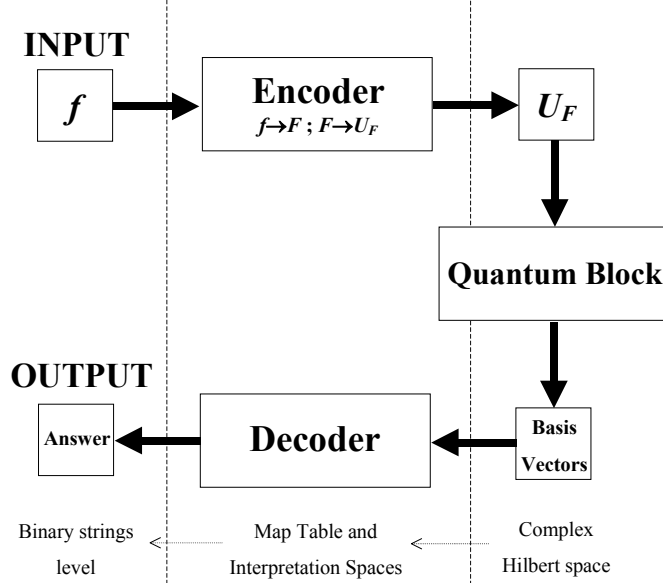 INPUT
f
Encoder
f→F ; F→U_F
U_F
Quantum Block
OUTPUT
Answer
Decoder
Basis
Vectors
Binary strings
level
Map Table and
Interpretation Spaces
Complex
Hilbert space